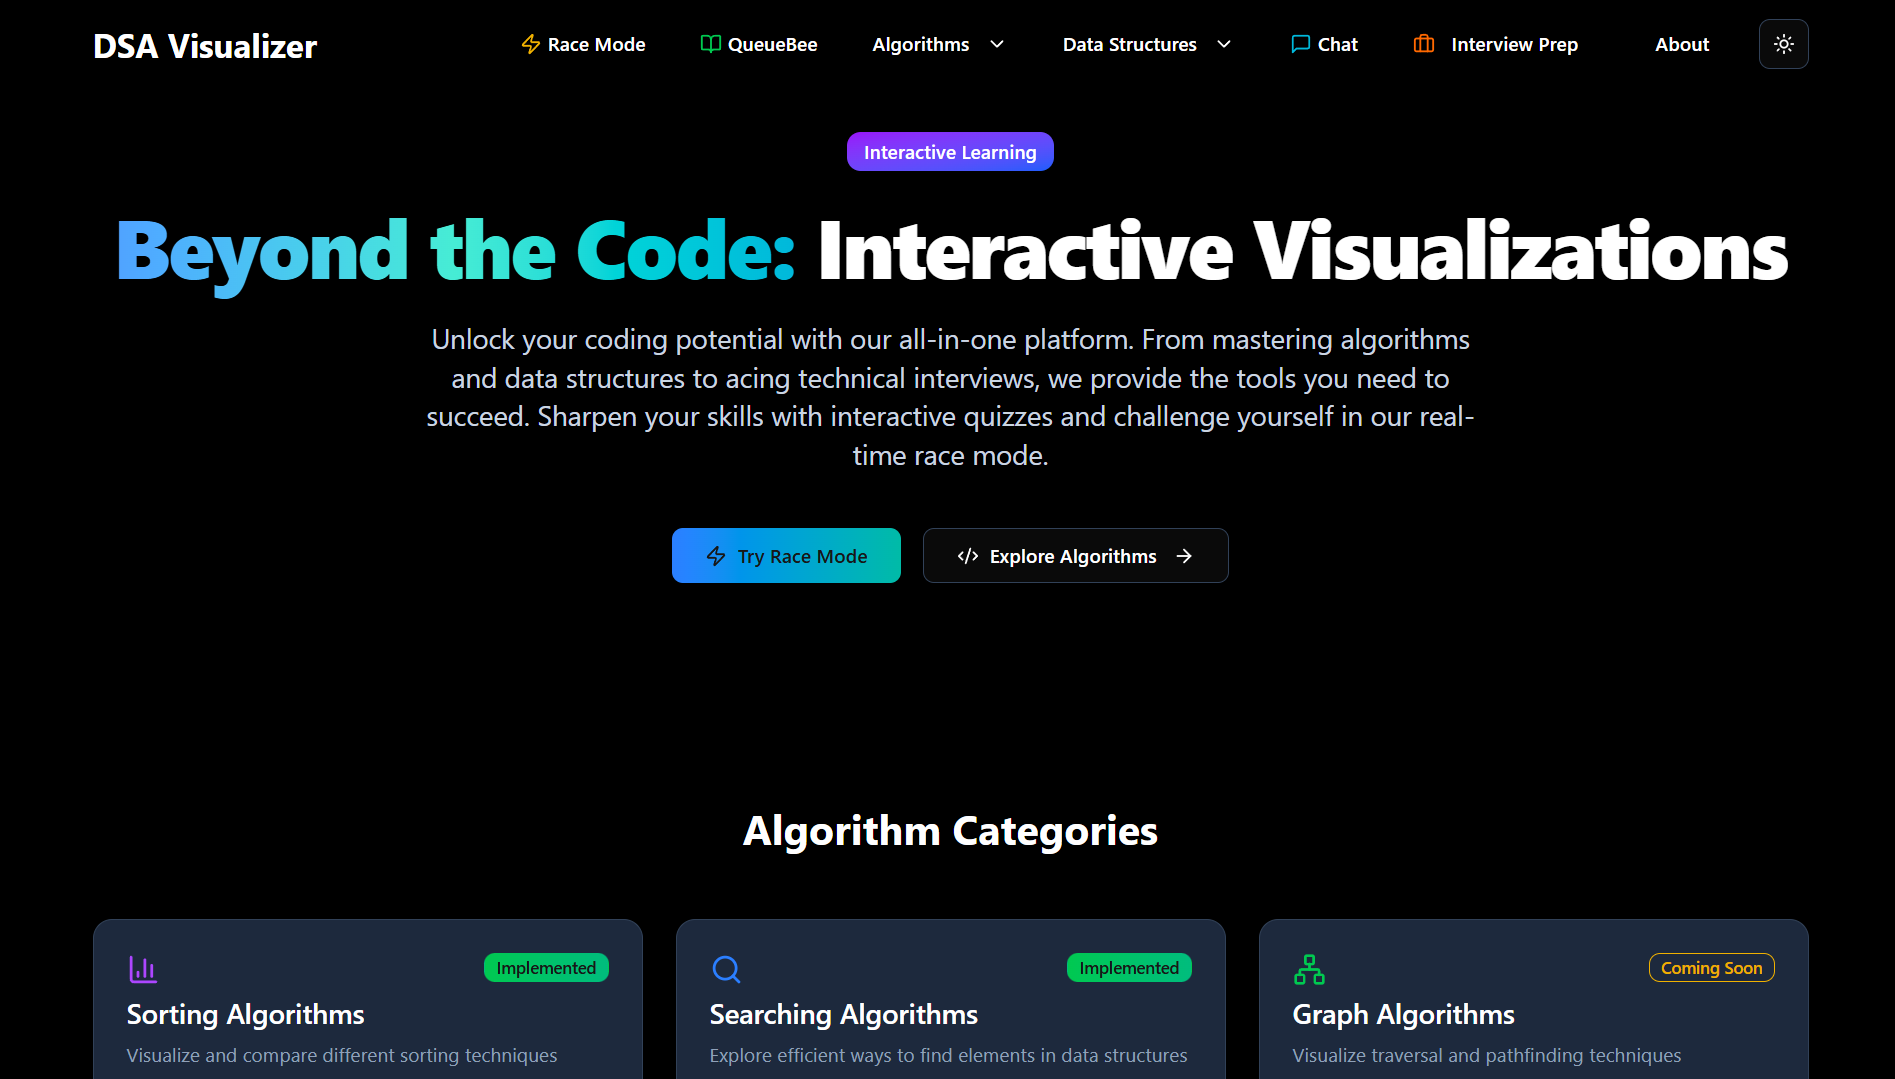 DSA Visualizer
Race Mode
QueueBee
Algorithms
Data Structures
Chat
Interview Prep
About
Interactive Learning
Beyond the Code: Interactive Visualizations
Unlock your coding potential with our all-in-one platform. From mastering algorithms
and data structures to acing technical interviews, we provide the tools you need to
succeed. Sharpen your skills with interactive quizzes and challenge yourself in our real-
time race mode.
Try Race Mode
Explore Algorithms
Algorithm Categories
Implemented
Sorting Algorithms
Visualize and compare different sorting techniques
Implemented
Searching Algorithms
Explore efficient ways to find elements in data structures
Coming Soon
Graph Algorithms
Visualize traversal and pathfinding techniques